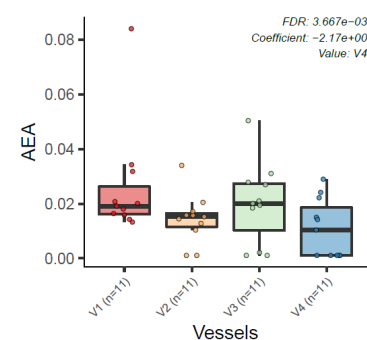 FDR: 3.667e−03
Coefficient: −2.17e+00
Value: V4
0.08
0.06
0.04
0.02
0.00
AEA
V1 (n=11)
V2 (n=11)
V3 (n=11)
V4 (n=11)
Vessels